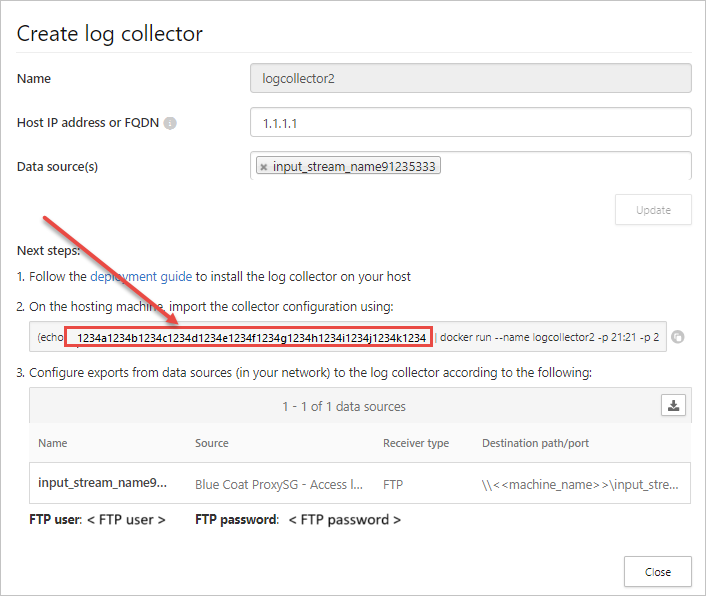 Create log collector
Name
logcollector2
Host IP address or FQDN
1.1.1.1
Data source(s)
input_stream_name91235333
Update
Next steps:
1. Follow the deployment guide to install the log collector on your host
2. On the hosting machine, import the collector configuration using:
(echo 1234a1234b1234c1234d1234e1234f1234g1234h1234i1234j1234k1234 | docker run --name logcollector2 -p 21:21 -p 2
3. Configure exports from data sources (in your network) to the log collector according to the following:
1 - 1 of 1 data sources
Name Source Receiver type Destination path/port
input_stream_name9... Blue Coat ProxySG - Access l... FTP \\<<machine_name>>\input_stre...
FTP user: < FTP user > FTP password: < FTP password >
Close